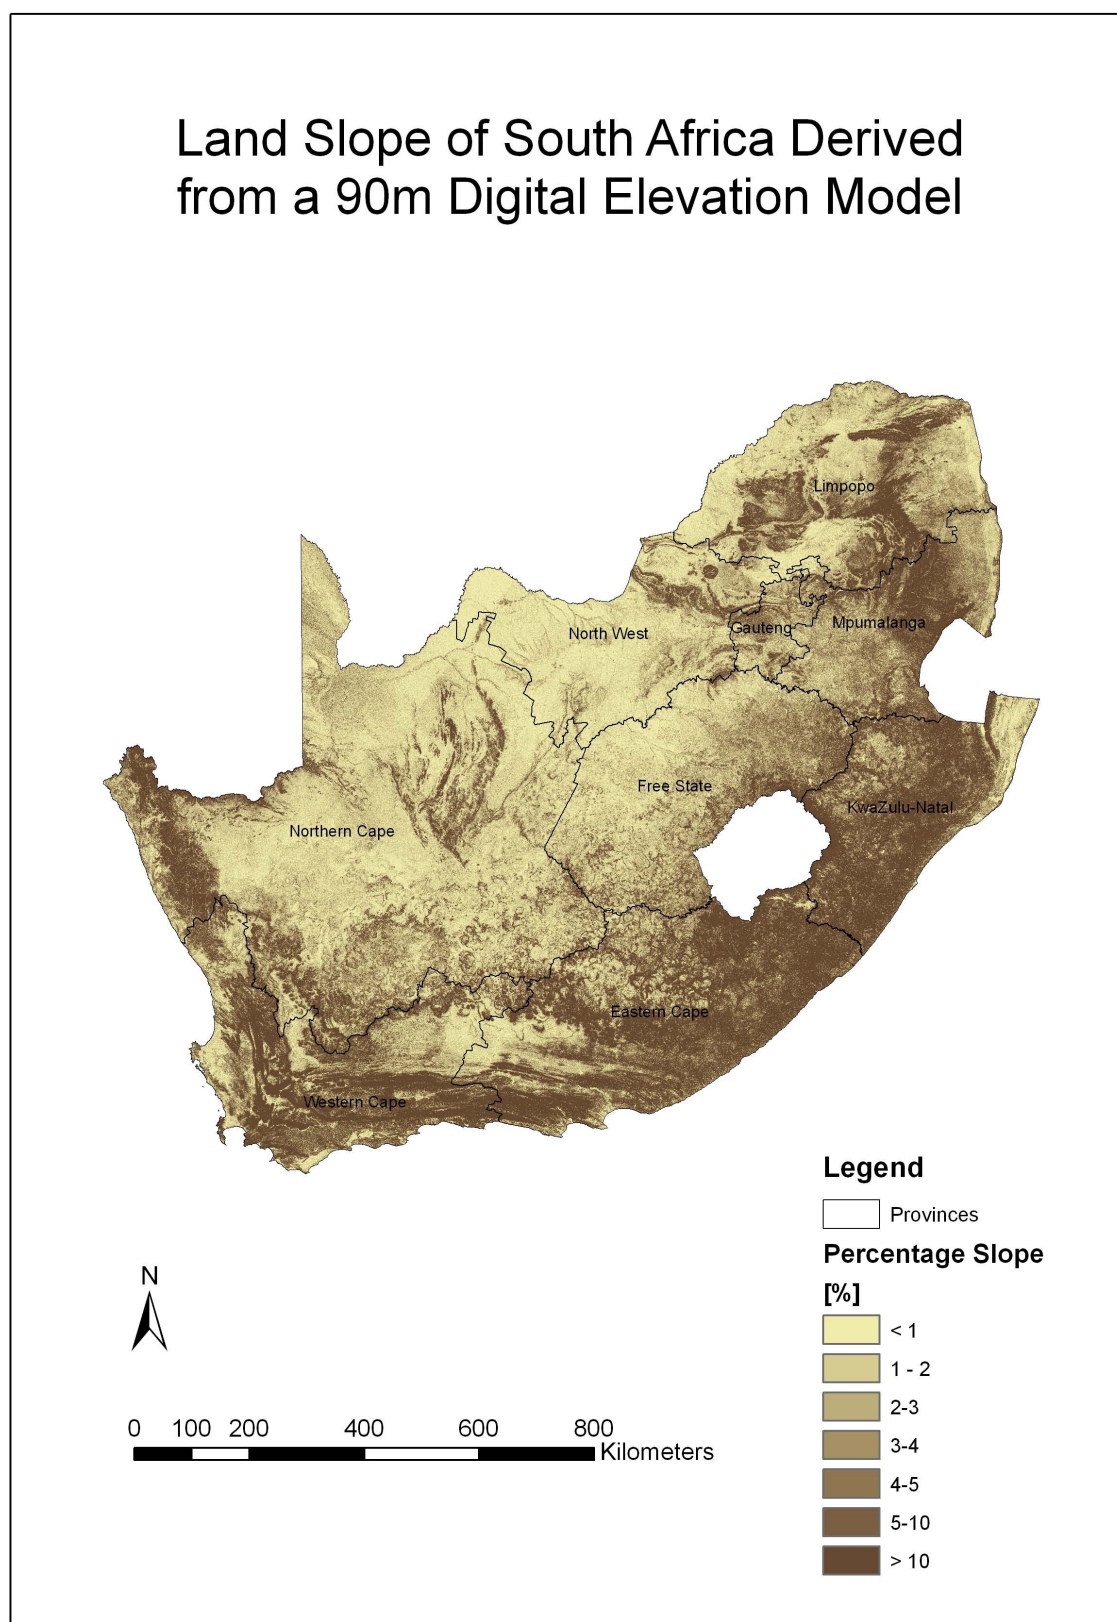 Land Slope of South Africa Derived
from a 90m Digital Elevation Model
Limpopo
North West
Gauteng
Mpumalanga
Free State
KwaZulu-Natal
Northern Cape
Eastern Cape
Western Cape
Legend
Provinces
Percentage Slope
[%]
< 1
1 - 2
2-3
3-4
4-5
5-10
> 10
N
0 100 200 400 600 800
Kilometers